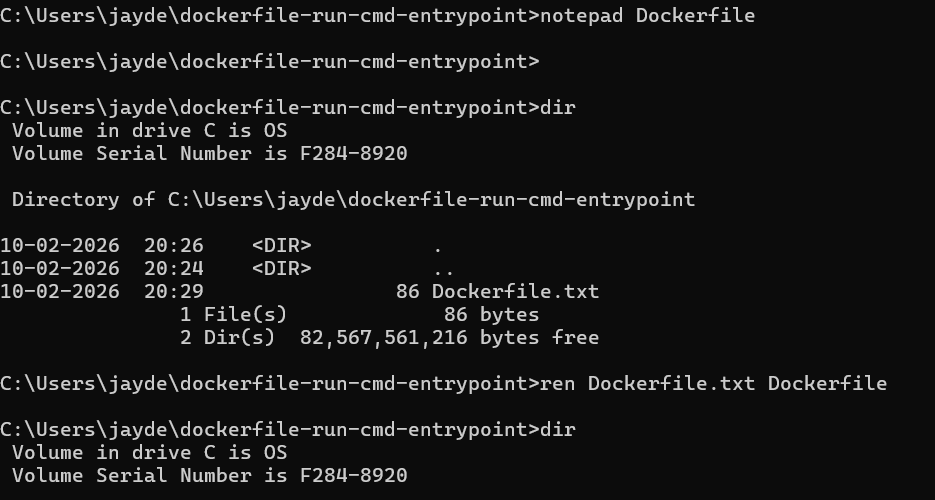 C:\Users\jayde\dockerfile-run-cmd-entrypoint>notepad Dockerfile
C:\Users\jayde\dockerfile-run-cmd-entrypoint>
C:\Users\jayde\dockerfile-run-cmd-entrypoint>dir
Volume in drive C is OS
Volume Serial Number is F284-8920
Directory of C:\Users\jayde\dockerfile-run-cmd-entrypoint
10-02-2026  20:26    <DIR>          .
10-02-2026  20:24    <DIR>          ..
10-02-2026  20:29                86 Dockerfile.txt
1 File(s)             86 bytes
2 Dir(s)  82,567,561,216 bytes free
C:\Users\jayde\dockerfile-run-cmd-entrypoint>ren Dockerfile.txt Dockerfile
C:\Users\jayde\dockerfile-run-cmd-entrypoint>dir
Volume in drive C is OS
Volume Serial Number is F284-8920